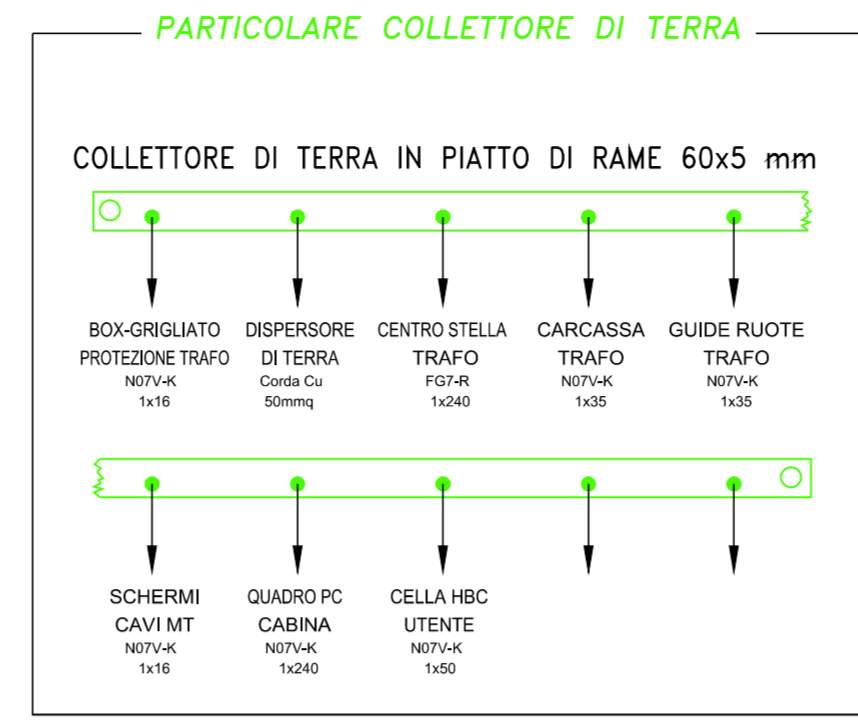 PARTICOLARE COLLETTORE DI TERRA
COLLETTORE DI TERRA IN PIATTO DI RAME 60x5 mm
BOX-GRIGLIATO
PROTEZIONE TRAFO
N07V-K
1x16
DISPERSORE
DI TERRA
Corda Cu
50mmq
CENTRO STELLA
TRAFO
FG7-R
1x240
CARCASSA
TRAFO
N07V-K
1x35
GUIDE RUOTE
TRAFO
N07V-K
1x35
SCHERMI
CAVI MT
N07V-K
1x16
QUADRO PC
CABINA
N07V-K
1x240
CELLA HBC
UTENTE
N07V-K
1x50